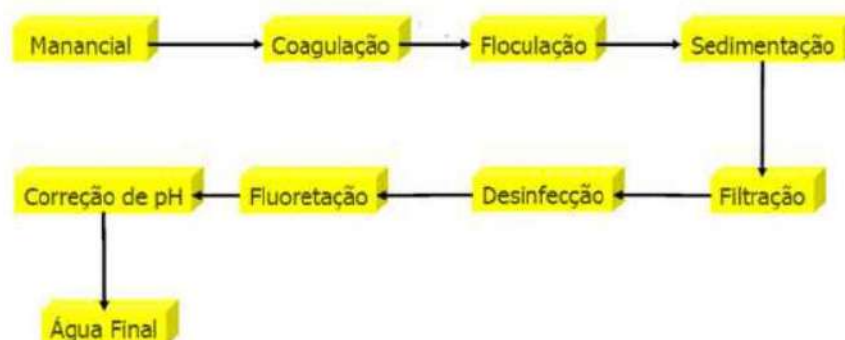 Manancial
Coagulação
Floculação
Sedimentação
Filtração
Desinfecção
Fluoretação
Correção de pH
Água Final